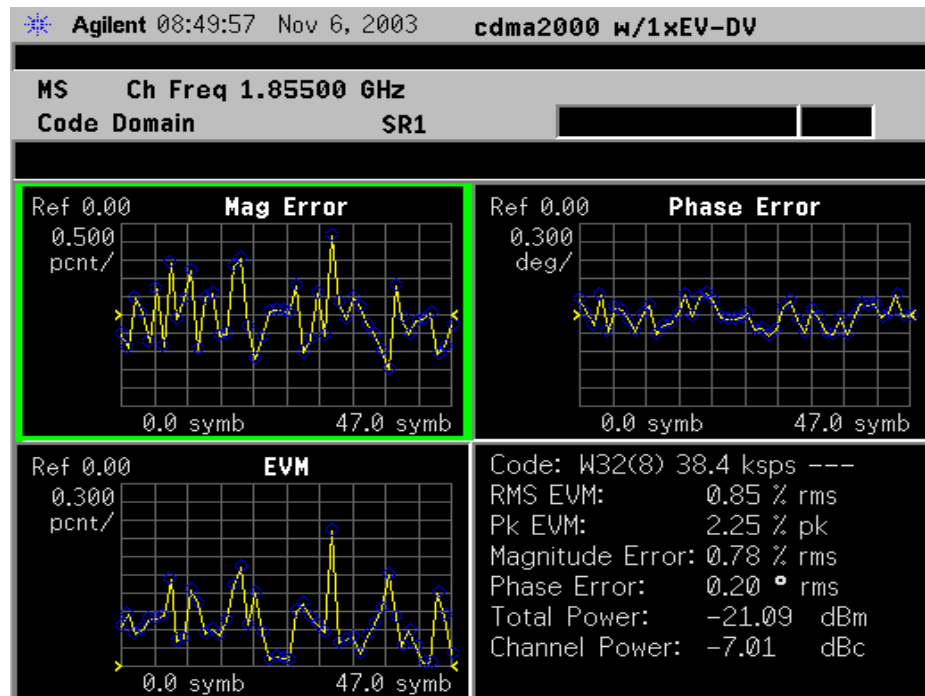 Agilent 08:49:57 Nov 6, 2003 cdma2000 w/1xEV-DV
MS Ch Freq 1.85500 GHz
Code Domain SR1
Ref 0.00 Mag Error
0.500
pcnt/
0.0 symb 47.0 symb
Ref 0.00 Phase Error
0.300
deg/
0.0 symb 47.0 symb
Ref 0.00 EVM
0.300
pcnt/
0.0 symb 47.0 symb
Code: W32(8) 38.4 ksps ---
RMS EVM: 0.85 % rms
Pk EVM: 2.25 % pk
Magnitude Error: 0.78 % rms
Phase Error: 0.20 ° rms
Total Power: -21.09 dBm
Channel Power: -7.01 dBc